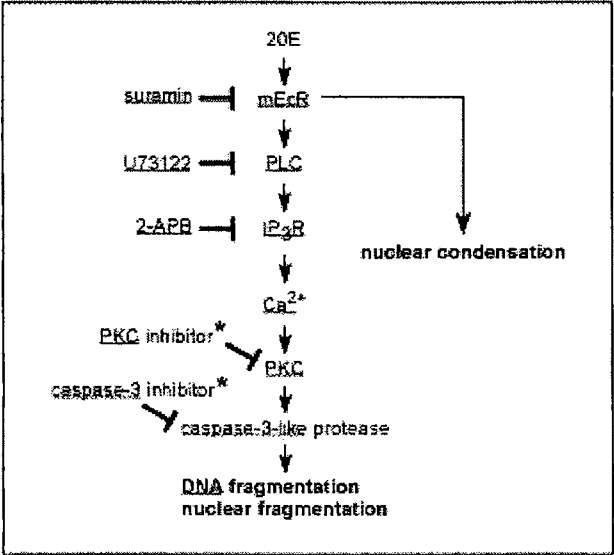 20E
suramin mEcR
U73122 PLC
2-APB IP3R
nuclear condensation
Ca2+
PKC inhibitor*
PKC
caspase-3 inhibitor*
caspase-3-like protease
DNA fragmentation
nuclear fragmentation